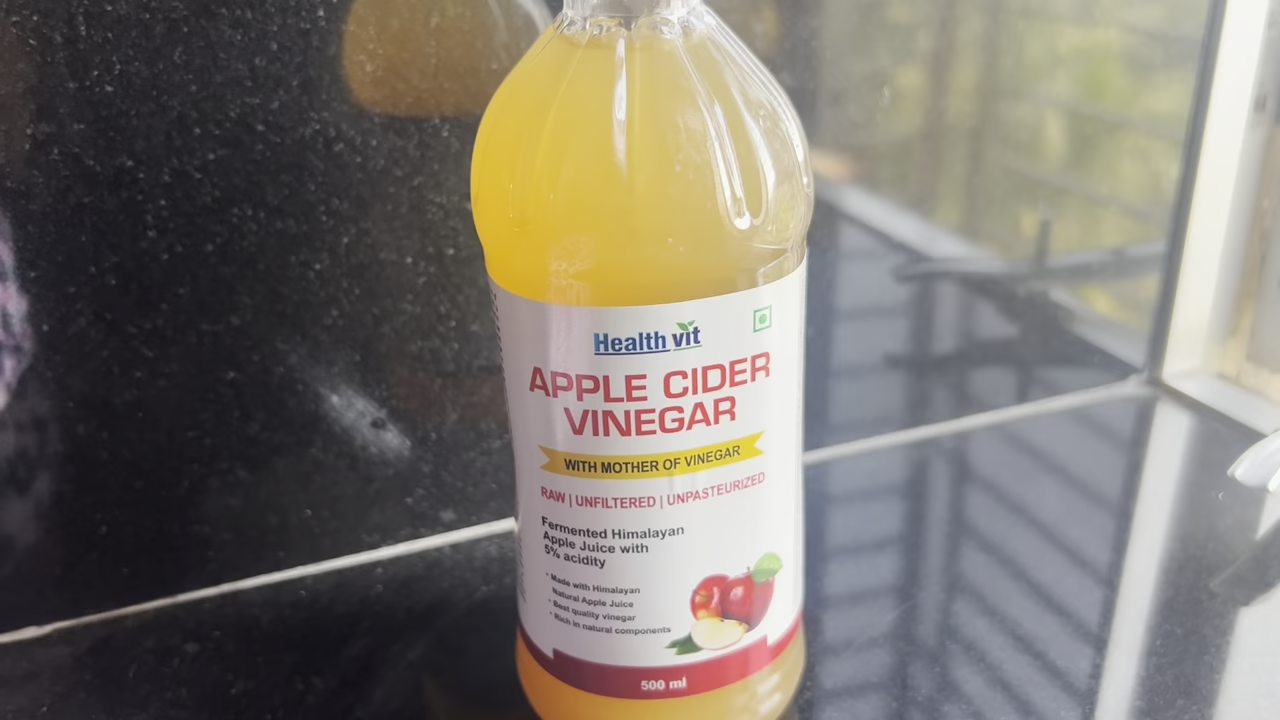 Health vit
APPLE CIDER
VINEGAR
WITH MOTHER OF VINEGAR
RAW | UNFILTERED | UNPASTEURIZED
Fermented Himalayan
Apple Juice with
5% acidity
- Made with Himalayan
Natural Apple Juice
- Best quality vinegar
- Rich in natural components
500 ml